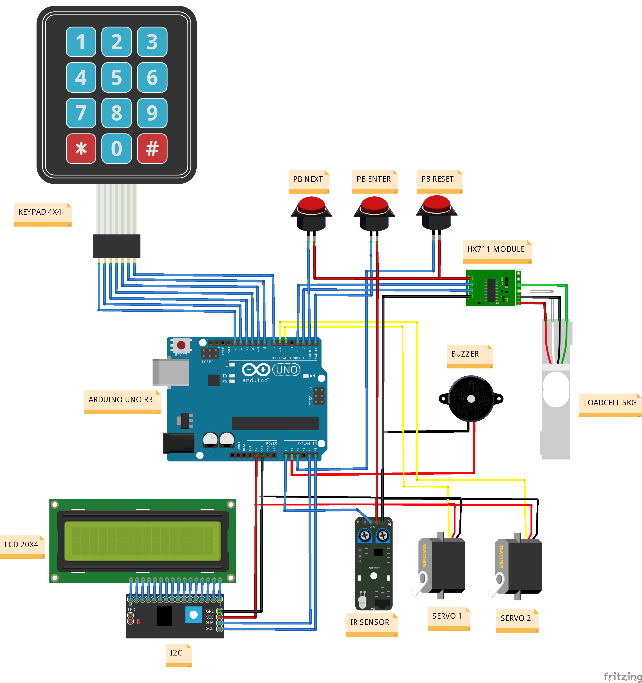 1 2 3
4 5 6
7 8 9
* 0 #
KEYPAD 4X4
PB NEXT
PB ENTER
PB RESET
HX711 MODULE
BUZZER
LOADCELL 5KG
ARDUINO UNO R3
UNO
LCD 20X4
I2C
IR SENSOR
SERVO 1
SERVO 2
fritzing